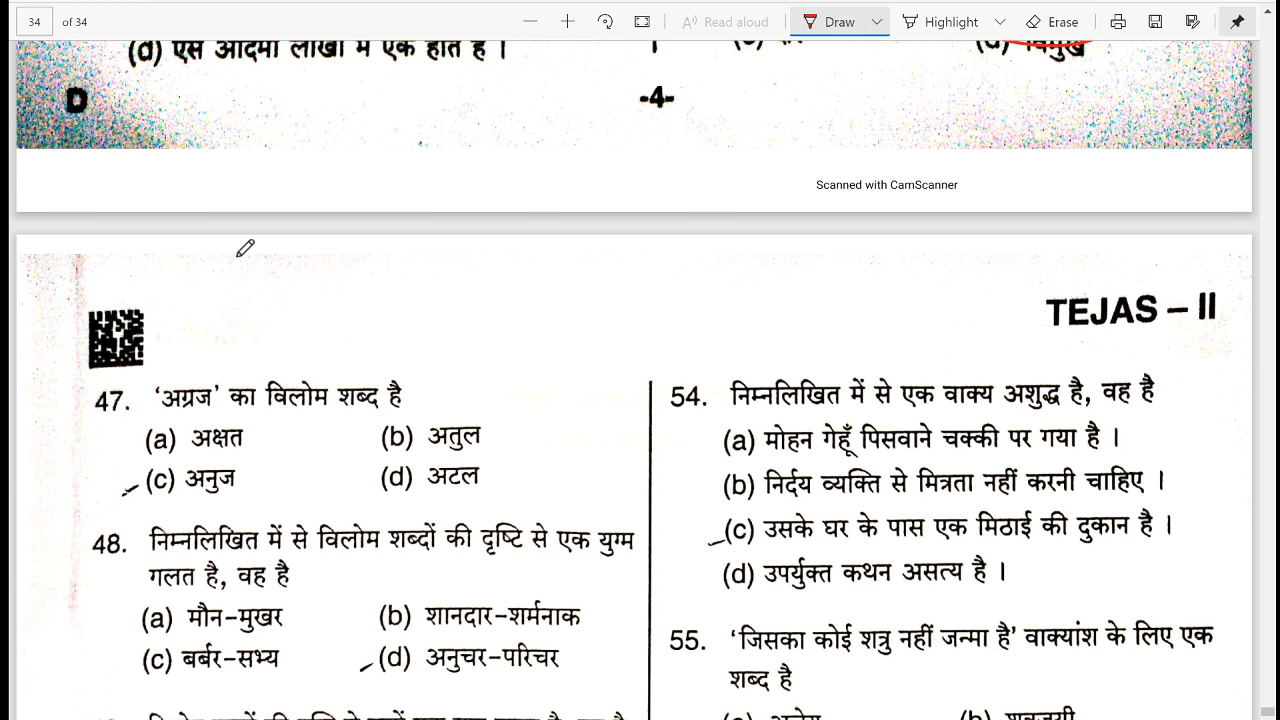 34 of 34
Read aloud
Draw
Highlight
Erase
(d) एसे आदमी लाखों में एक होते हैं ।
D
-4-
Scanned with CamScanner
TEJAS – II
47. ‘अग्रज’ का विलोम शब्द है
(a) अक्षत (b) अतुल
(c) अनुज (d) अटल
48. निम्नलिखित में से विलोम शब्दों की दृष्टि से एक युग्म
गलत है, वह है
(a) मौन-मुखर (b) शानदार-शर्मनाक
(c) बर्बर-सभ्य (d) अनुचर-परिचर
54. निम्नलिखित में से एक वाक्य अशुद्ध है, वह है
(a) मोहन गेहूँ पिसवाने चक्की पर गया है ।
(b) निर्दय व्यक्ति से मित्रता नहीं करनी चाहिए ।
(c) उसके घर के पास एक मिठाई की दुकान है ।
(d) उपर्युक्त कथन असत्य है ।
55. ‘जिसका कोई शत्रु नहीं जन्मा है’ वाक्यांश के लिए एक
शब्द है